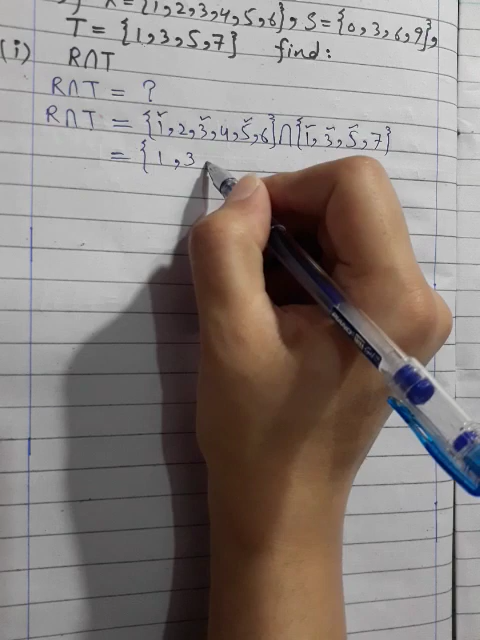 = {1,2,3,4,5,6}, S = {0,3,6,9},
T = {1,3,5,7} find:
(i) R∩T
R∩T = ?
R∩T = {1,2,3,4,5,6}∩{1,3,5,7}
= {1,3